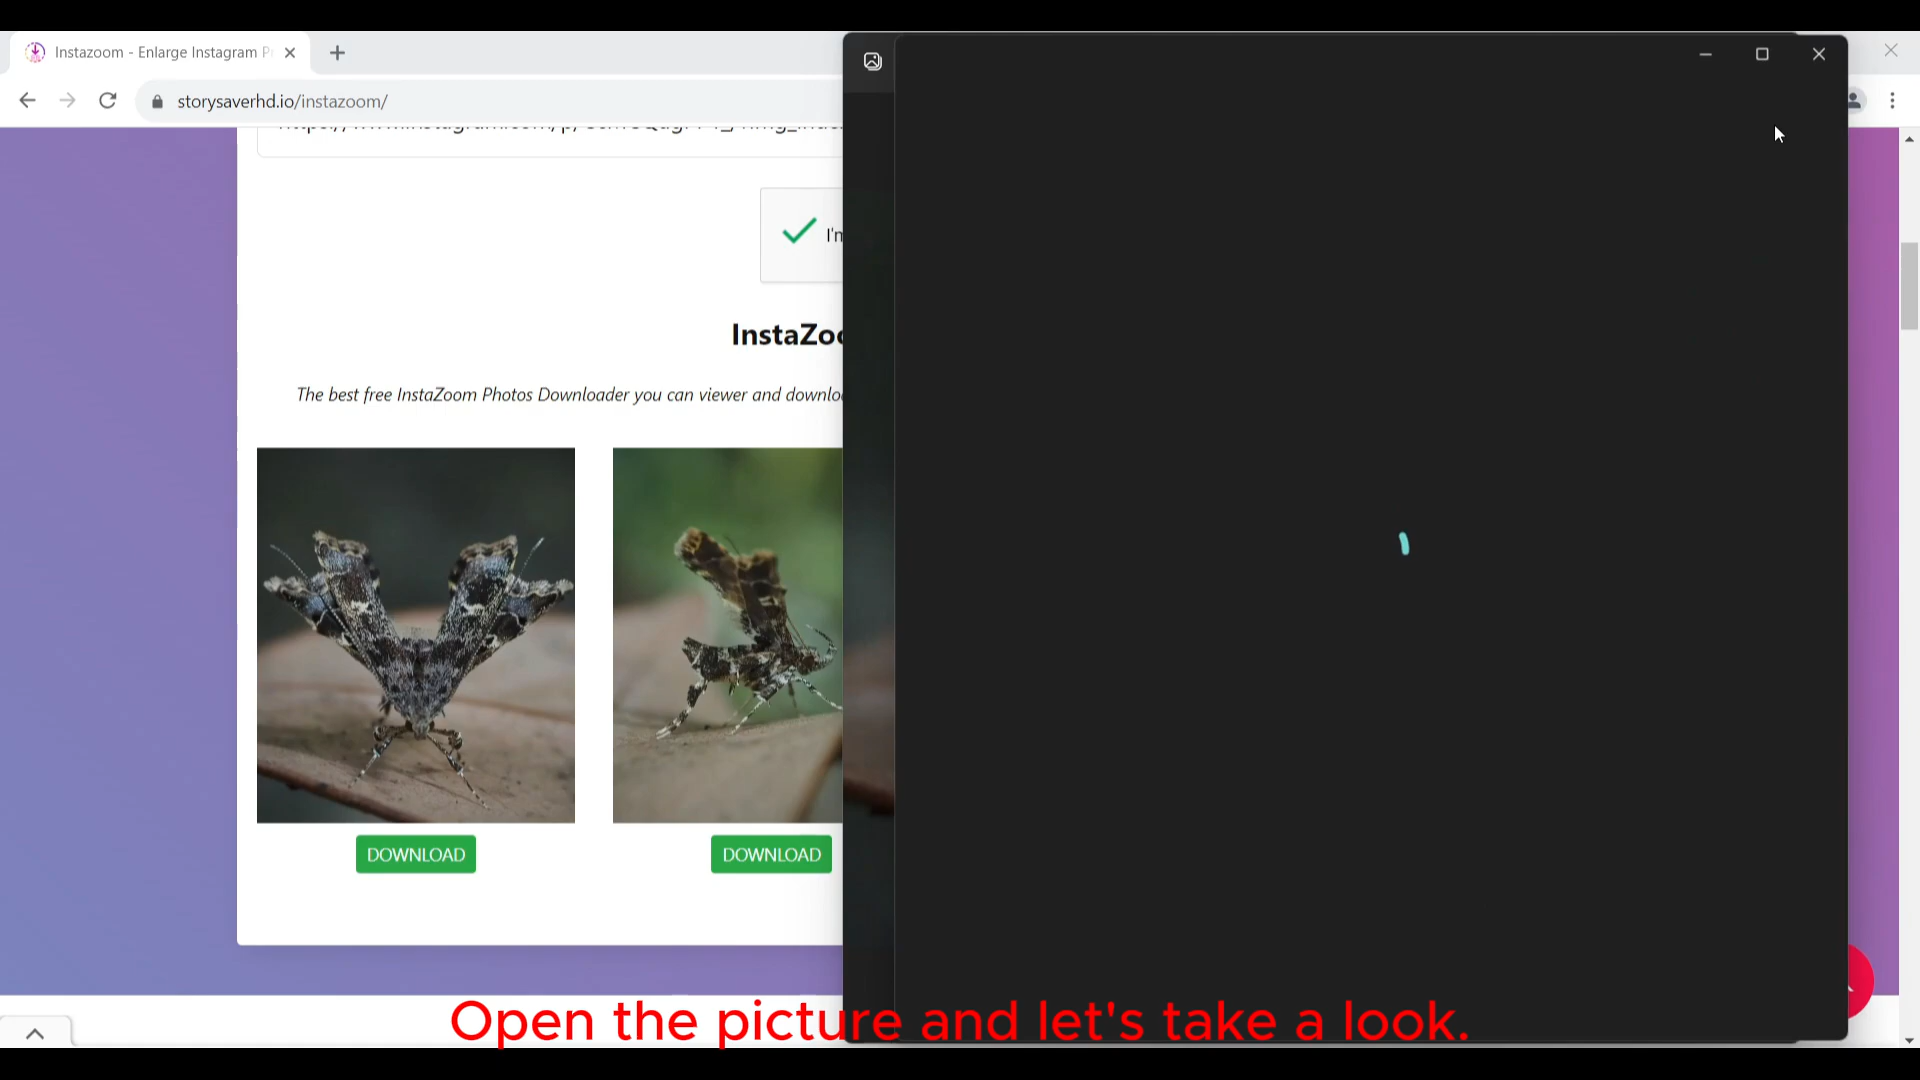 Instazoom - Enlarge Instagram P
storysaverhd.io/instazoom/
I'm
InstaZoo
The best free InstaZoom Photos Downloader you can viewer and downlo
DOWNLOAD
DOWNLOAD
Open the picture and let's take a look.